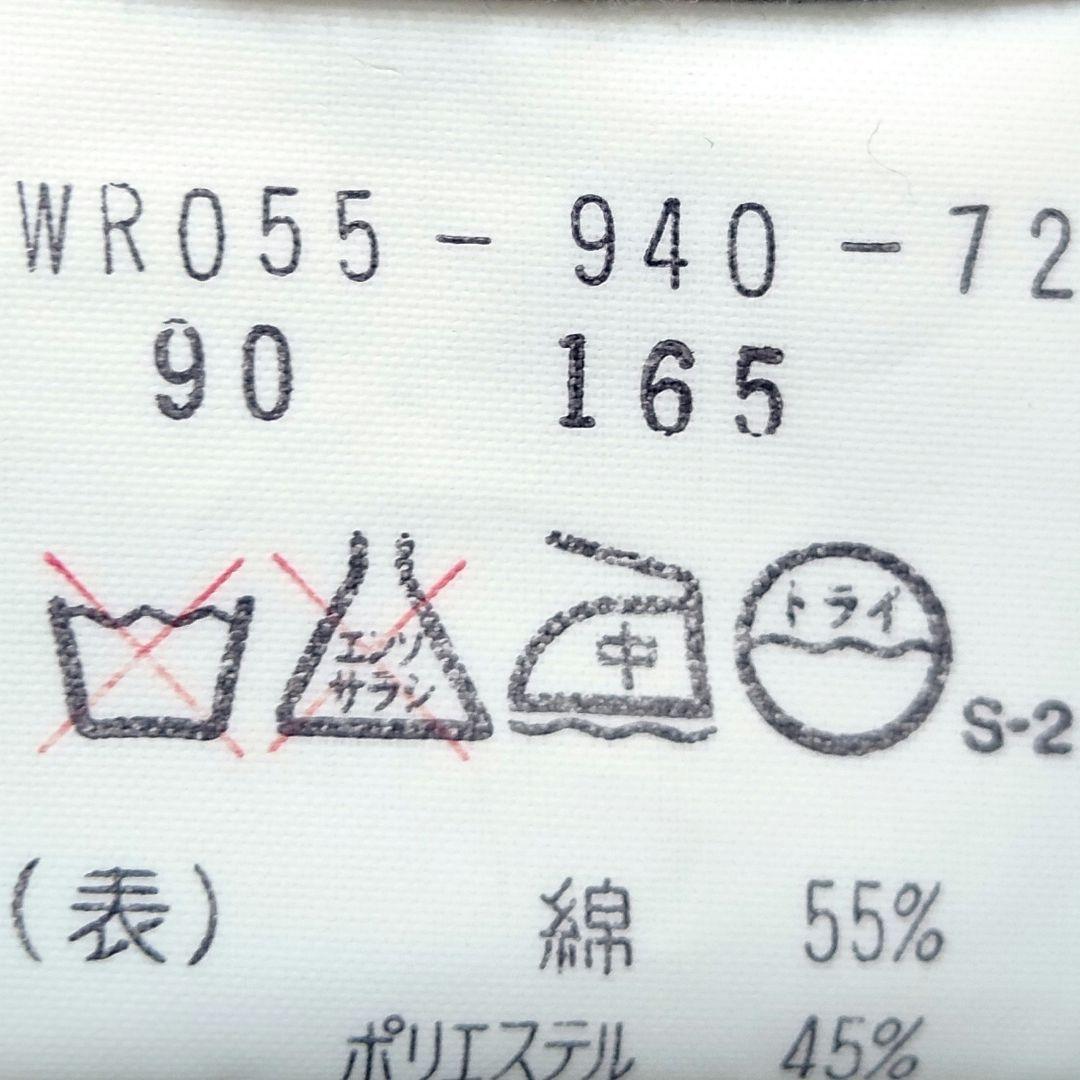 WR055-940-72
90 165
エンソ
サラシ
中
ドライ
S-2
(表) 綿 55%
ポリエステル 45%